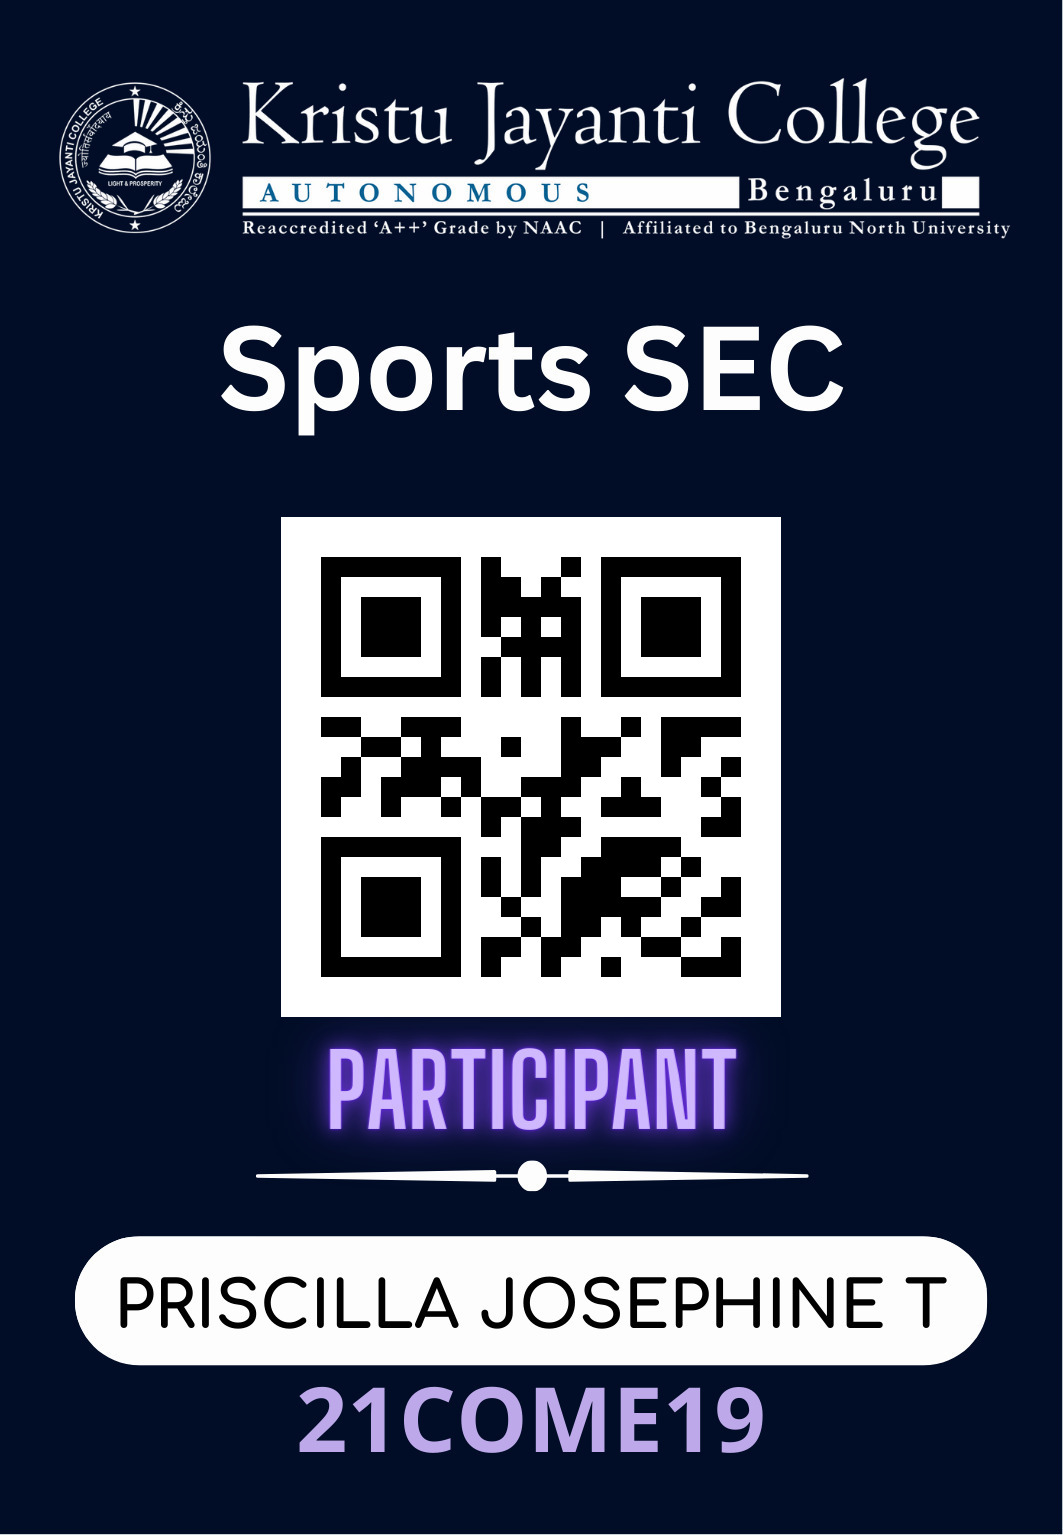 KRISTU JAYANTI COLLEGE
ज्योतिसंवादयाय
LIGHT & PROSPERITY
Kristu Jayanti College
AUTONOMOUS Bengaluru
Reaccredited ‘A++’ Grade by NAAC | Affiliated to Bengaluru North University
Sports SEC
PARTICIPANT
PRISCILLA JOSEPHINE T
21COME19